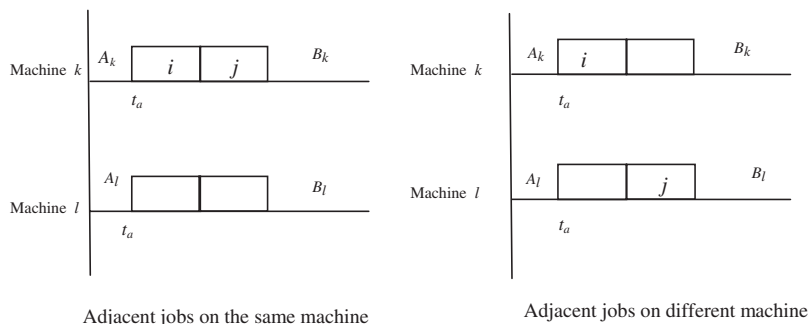 A_k i j B_k
Machine k
t_a
A_l B_l
Machine l
t_a
Adjacent jobs on the same machine
A_k i B_k
Machine k
t_a
A_l j B_l
Machine l
t_a
Adjacent jobs on different machine